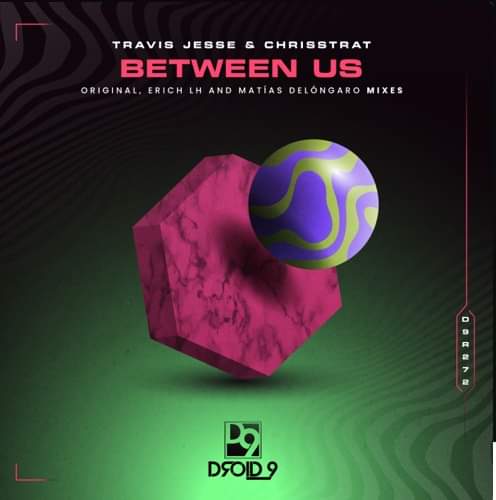 TRAVIS JESSE & CHRISSTRAT
BETWEEN US
ORIGINAL, ERICH LH AND MATÍAS DELÓNGARO MIXES
D9R272
D9
DROID 9